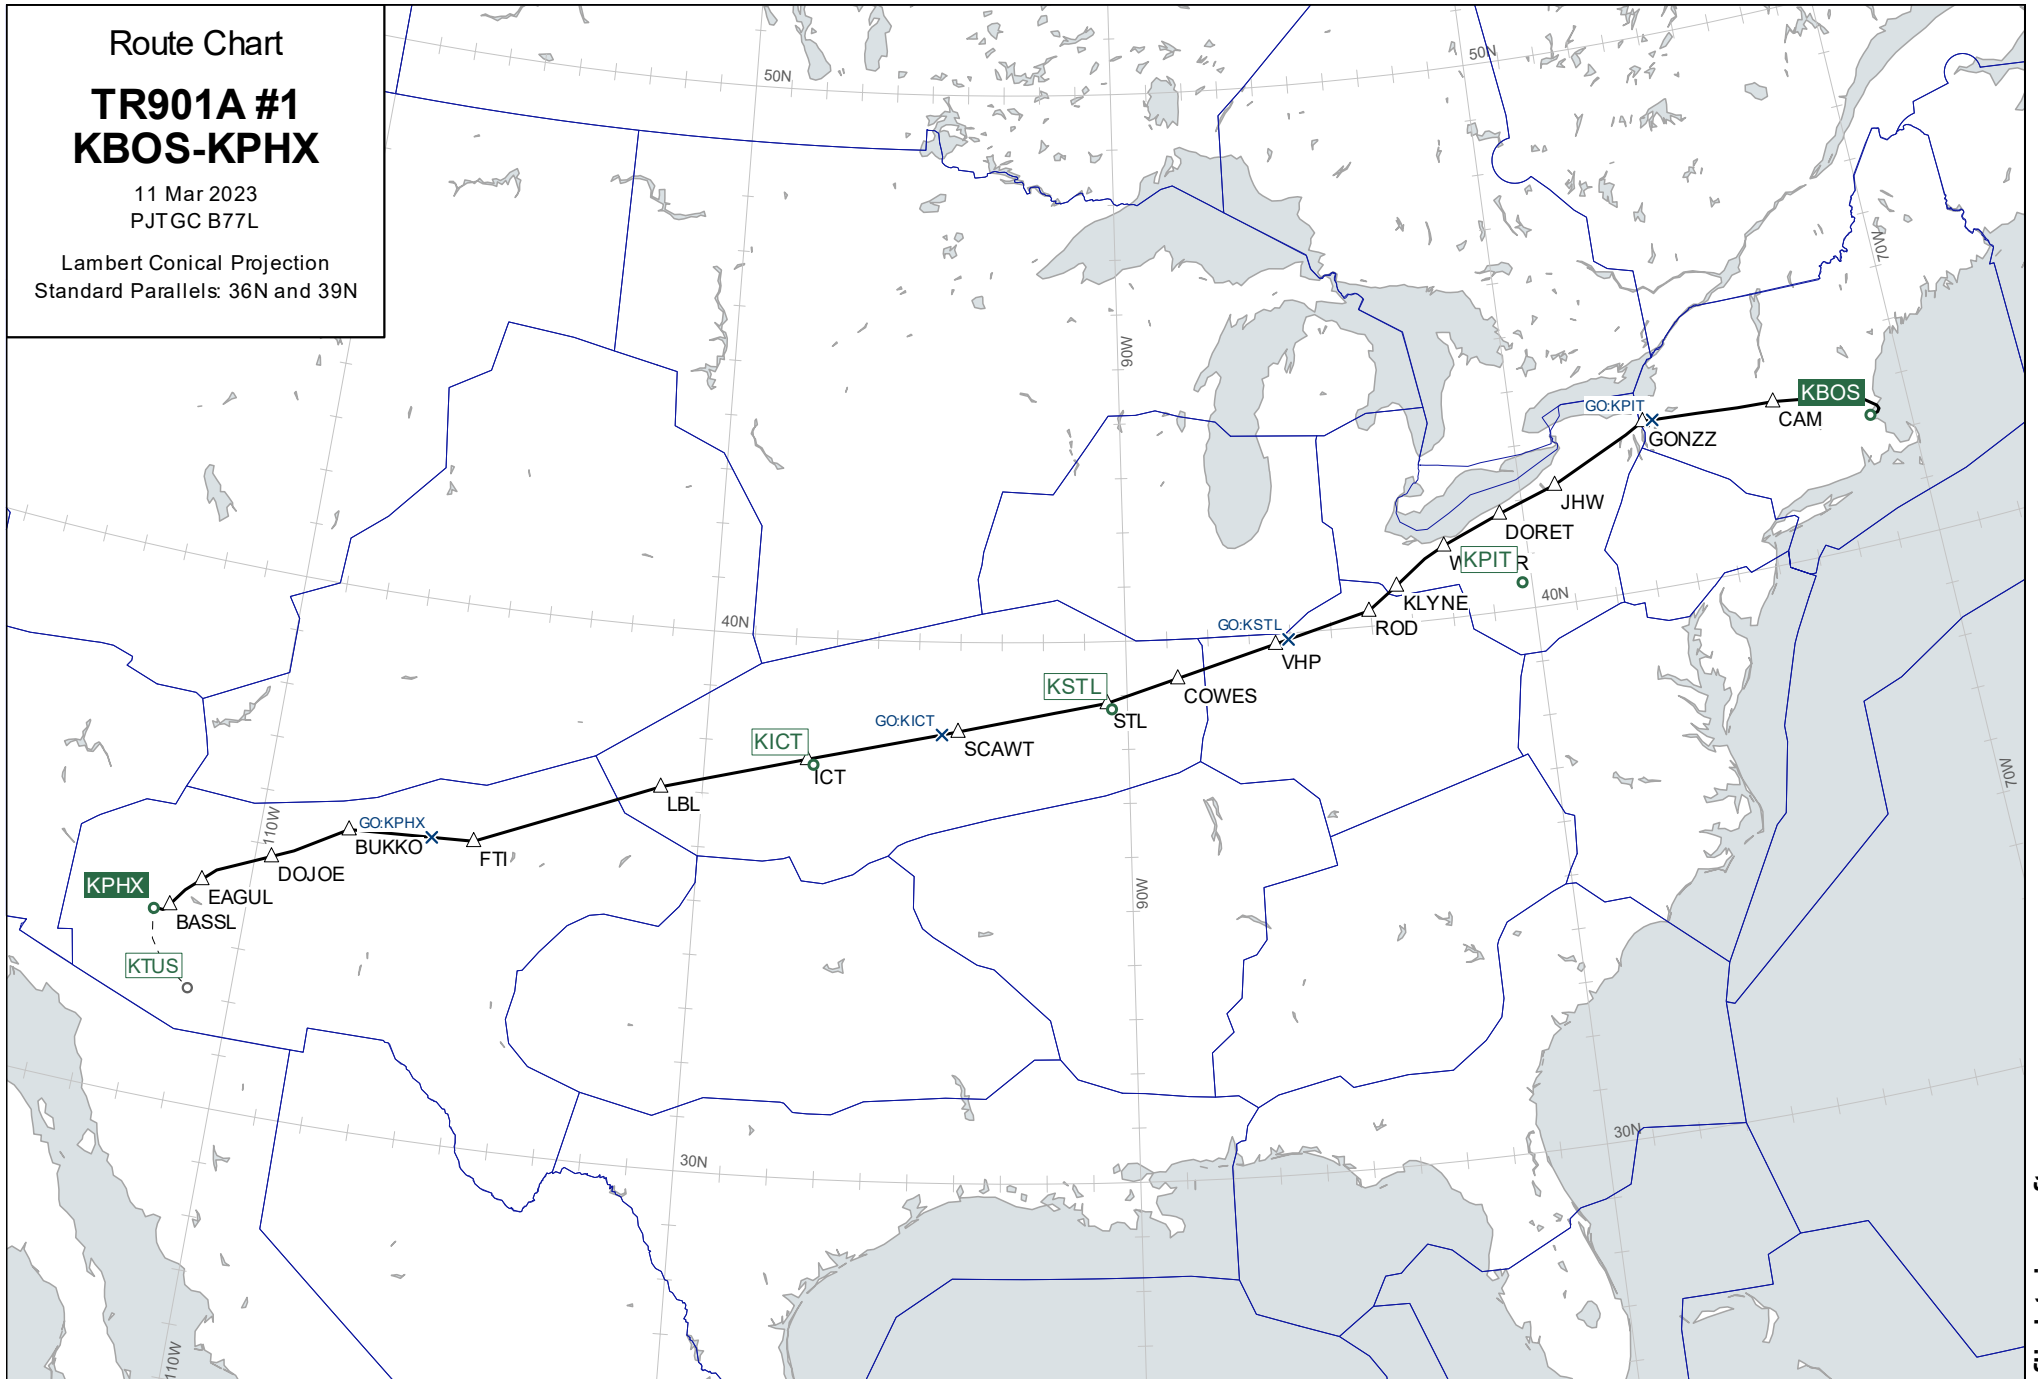 Route Chart
TR901A #1
KBOS-KPHX
11 Mar 2023
PJTGC B77L
Lambert Conical Projection
Standard Parallels: 36N and 39N
50N
50N
70W
90W
KBOS
GO:KPIT
CAM
GONZZ
JHW
DORET
KPIT
40N
KLYNE
ROD
40N
GO:KSTL
VHP
KSTL
COWES
STL
GO:KICT
SCAWT
KICT
ICT
LBL
70W
110W
GO:KPHX
BUKKO
FTI
DOJOE
KPHX
EAGUL
BASSL
90W
KTUS
30N
30N
110W